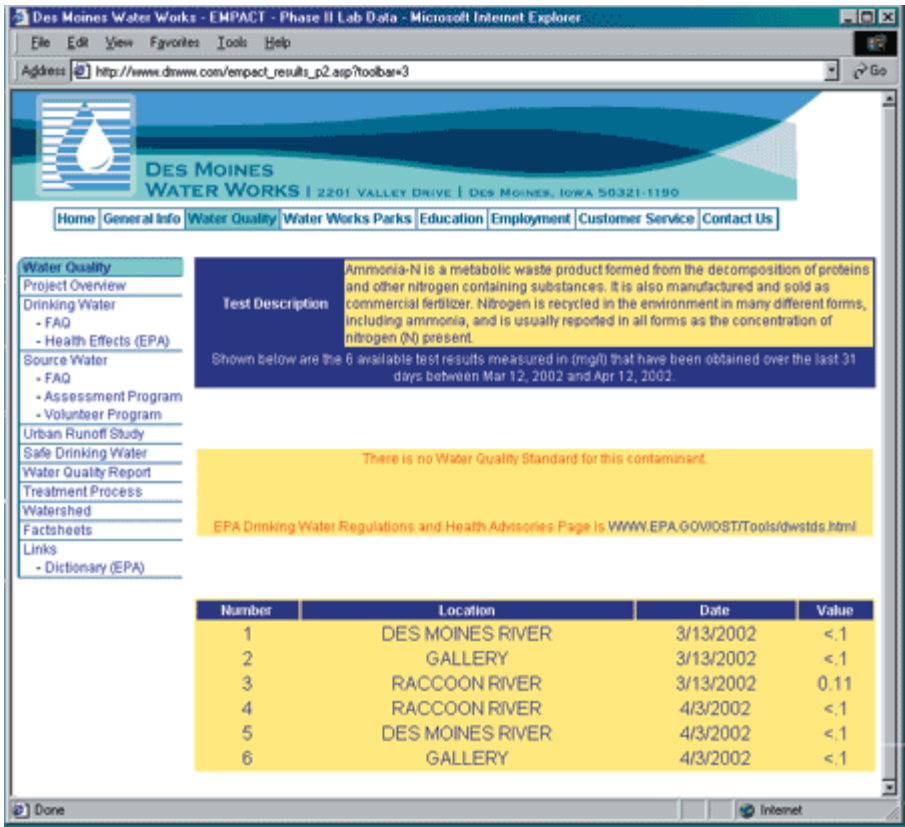 Des Moines Water Works - EMPACT - Phase II Lab Data - Microsoft Internet Explorer
File Edit View Favorites Tools Help
Address http://www.dmww.com/empact_results_p2.asp?toolbar=3 Go
DES MOINES
WATER WORKS | 2201 VALLEY DRIVE | DES MOINES, IOWA 50321-1190
Home General Info Water Quality Water Works Parks Education Employment Customer Service Contact Us
Water Quality
Project Overview
Drinking Water
- FAQ
- Health Effects (EPA)
Source Water
- FAQ
- Assessment Program
- Volunteer Program
Urban Runoff Study
Safe Drinking Water
Water Quality Report
Treatment Process
Watershed
Factsheets
Links
- Dictionary (EPA)
Test Description
Ammonia-N is a metabolic waste product formed from the decomposition of proteins
and other nitrogen containing substances. It is also manufactured and sold as
commercial fertilizer. Nitrogen is recycled in the environment in many different forms,
including ammonia, and is usually reported in all forms as the concentration of
nitrogen (N) present.
Shown below are the 6 available test results measured in (mg/l) that have been obtained over the last 31
days between Mar 12, 2002 and Apr 12, 2002.
There is no Water Quality Standard for this contaminant.
EPA Drinking Water Regulations and Health Advisories Page is WWW.EPA.GOV/OST/Tools/dwstds.html
Number Location Date Value
1 DES MOINES RIVER 3/13/2002 <.1
2 GALLERY 3/13/2002 <.1
3 RACCOON RIVER 3/13/2002 0.11
4 RACCOON RIVER 4/3/2002 <.1
5 DES MOINES RIVER 4/3/2002 <.1
6 GALLERY 4/3/2002 <.1
Done Internet